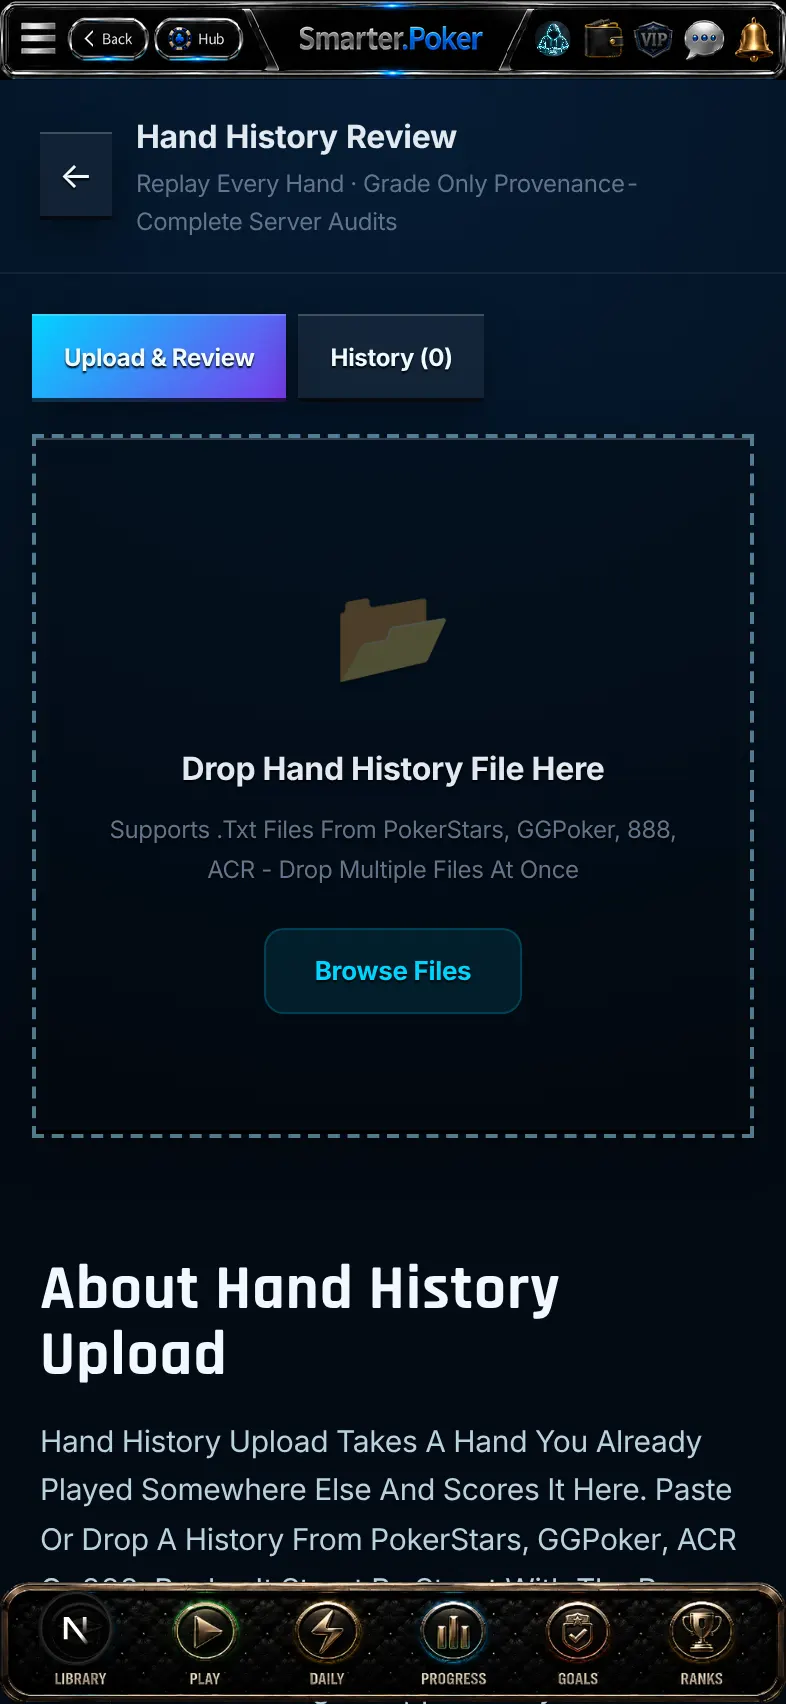 Back
Hub
Smarter.Poker
VIP
Hand History Review
Replay Every Hand · Grade Only Provenance-
Complete Server Audits
Upload & Review
History (0)
Drop Hand History File Here
Supports .Txt Files From PokerStars, GGPoker, 888,
ACR - Drop Multiple Files At Once
Browse Files
About Hand History
Upload
Hand History Upload Takes A Hand You Already
Played Somewhere Else And Scores It Here. Paste
Or Drop A History From PokerStars, GGPoker, ACR
N
LIBRARY
PLAY
DAILY
PROGRESS
GOALS
RANKS